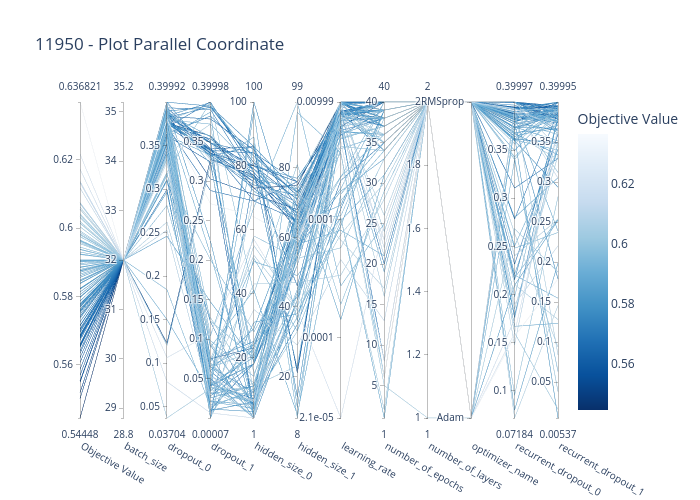 11950 - Plot Parallel Coordinate
0.636821 35.2 0.39992 0.39998 100 99 0.00999 40 2 RMSprop 0.39997 0.39995
Objective Value
0.62 0.6 0.58 0.56
35 34 33 32 31 30 29
0.35 0.3 0.25 0.2 0.15 0.1 0.05
0.35 0.3 0.25 0.2 0.15 0.1 0.05
100 80 60 40 20
80 60 40 20
0.001 0.0001
40 35 30 25 20 15 10 5
2 1.8 1.6 1.4 1.2 1
Adam
0.35 0.3 0.25 0.2 0.15 0.1
0.35 0.3 0.25 0.2 0.15 0.1 0.05
0.62
0.6
0.58
0.56
0.54448 28.8 0.03704 0.00007 1 8 2.1e-05 1 1 0.07184 0.00537
Objective Value
batch_size
dropout_0
dropout_1
hidden_size_0
hidden_size_1
learning_rate
number_of_epochs
number_of_layers
optimizer_name
recurrent_dropout_0
recurrent_dropout_1